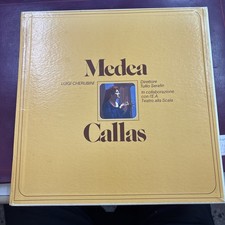 Medea
LUIGI CHERUBINI
Direttore
Tullio Serafin
In collaborazione
con l'E.A.
Teatro alla Scala
Callas